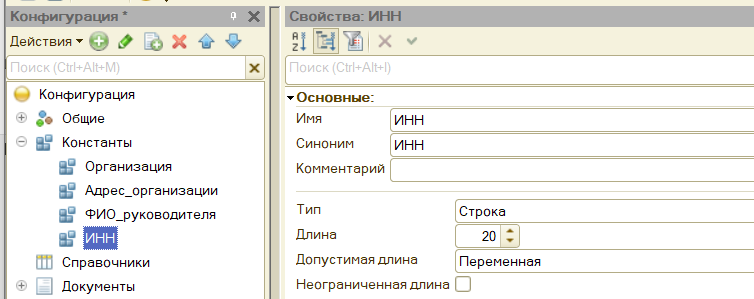 Конфигурация *
Действия
Поиск (Ctrl+Alt+M)
Конфигурация
Общие
Константы
Организация
Адрес_организации
ФИО_руководителя
ИНН
Справочники
Документы
Свойства: ИНН
Поиск (Ctrl+Alt+I)
Основные:
Имя ИНН
Синоним ИНН
Комментарий
Тип Строка
Длина 20
Допустимая длина Переменная
Неограниченная длина